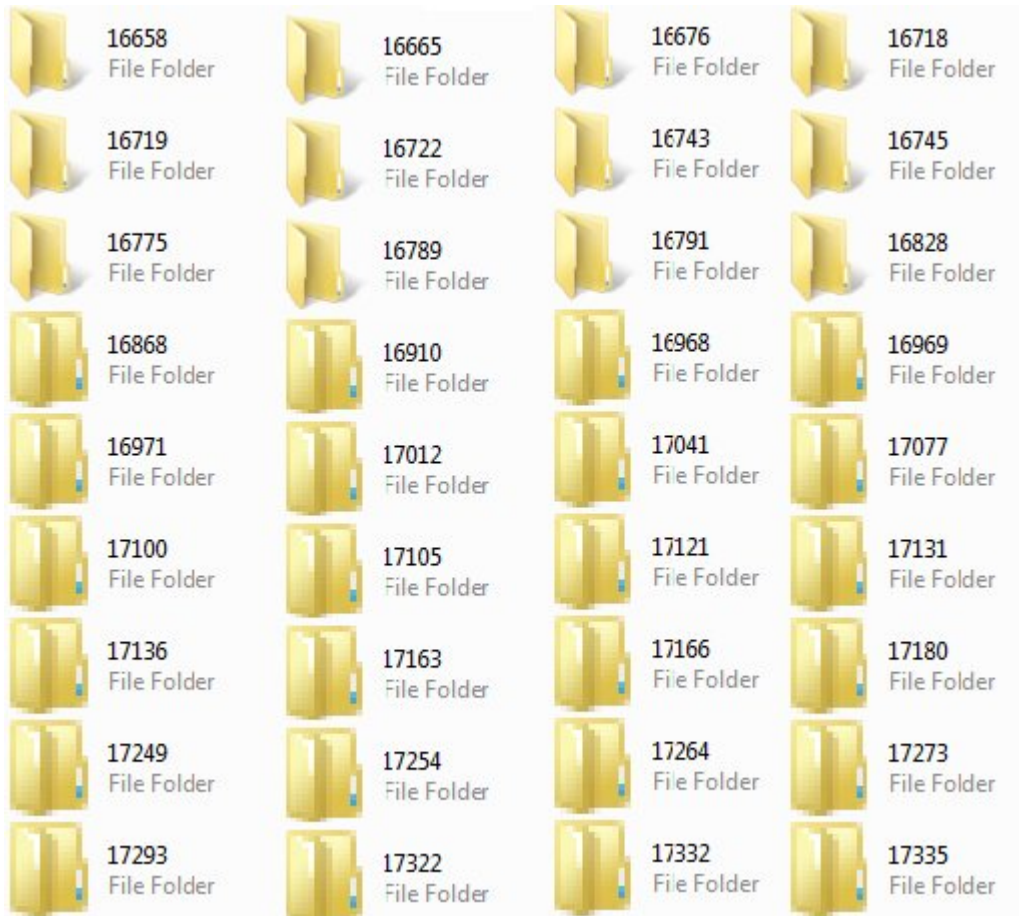 16658
File Folder
16665
File Folder
16676
File Folder
16718
File Folder
16719
File Folder
16722
File Folder
16743
File Folder
16745
File Folder
16775
File Folder
16789
File Folder
16791
File Folder
16828
File Folder
16868
File Folder
16910
File Folder
16968
File Folder
16969
File Folder
16971
File Folder
17012
File Folder
17041
File Folder
17077
File Folder
17100
File Folder
17105
File Folder
17121
File Folder
17131
File Folder
17136
File Folder
17163
File Folder
17166
File Folder
17180
File Folder
17249
File Folder
17254
File Folder
17264
File Folder
17273
File Folder
17293
File Folder
17322
File Folder
17332
File Folder
17335
File Folder